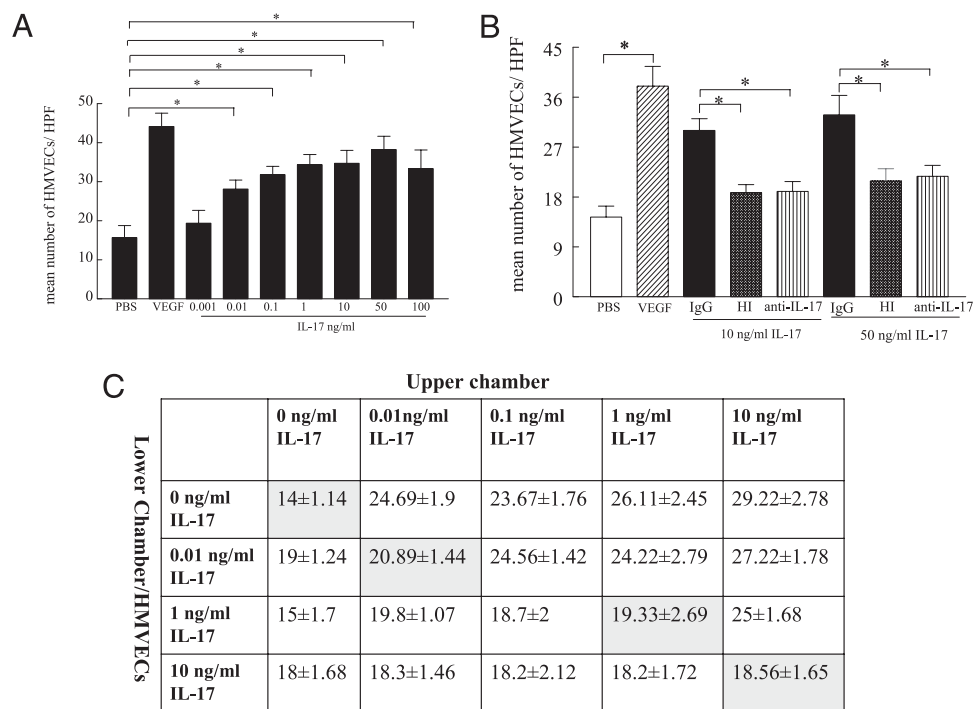 A
*
*
*
*
*
*
mean number of HMVECs/ HPF
50
40
30
20
10
0
PBS VEGF 0.001 0.01 0.1 1 10 50 100
IL-17 ng/ml
B
mean number of HMVECs/ HPF
45
36
27
18
9
0
*
*
*
*
*
PBS VEGF IgG HI anti-IL-17 IgG HI anti-IL-17
10 ng/ml IL-17 50 ng/ml IL-17
C
Upper chamber
Lower Chamber/HMVECs
0 ng/ml 0.01ng/ml 0.1 ng/ml 1 ng/ml 10 ng/ml
IL-17 IL-17 IL-17 IL-17 IL-17
0 ng/ml 14±1.14 24.69±1.9 23.67±1.76 26.11±2.45 29.22±2.78
IL-17
0.01 ng/ml 19±1.24 20.89±1.44 24.56±1.42 24.22±2.79 27.22±1.78
IL-17
1 ng/ml 15±1.7 19.8±1.07 18.7±2 19.33±2.69 25±1.68
IL-17
10 ng/ml 18±1.68 18.3±1.46 18.2±2.12 18.2±1.72 18.56±1.65
IL-17